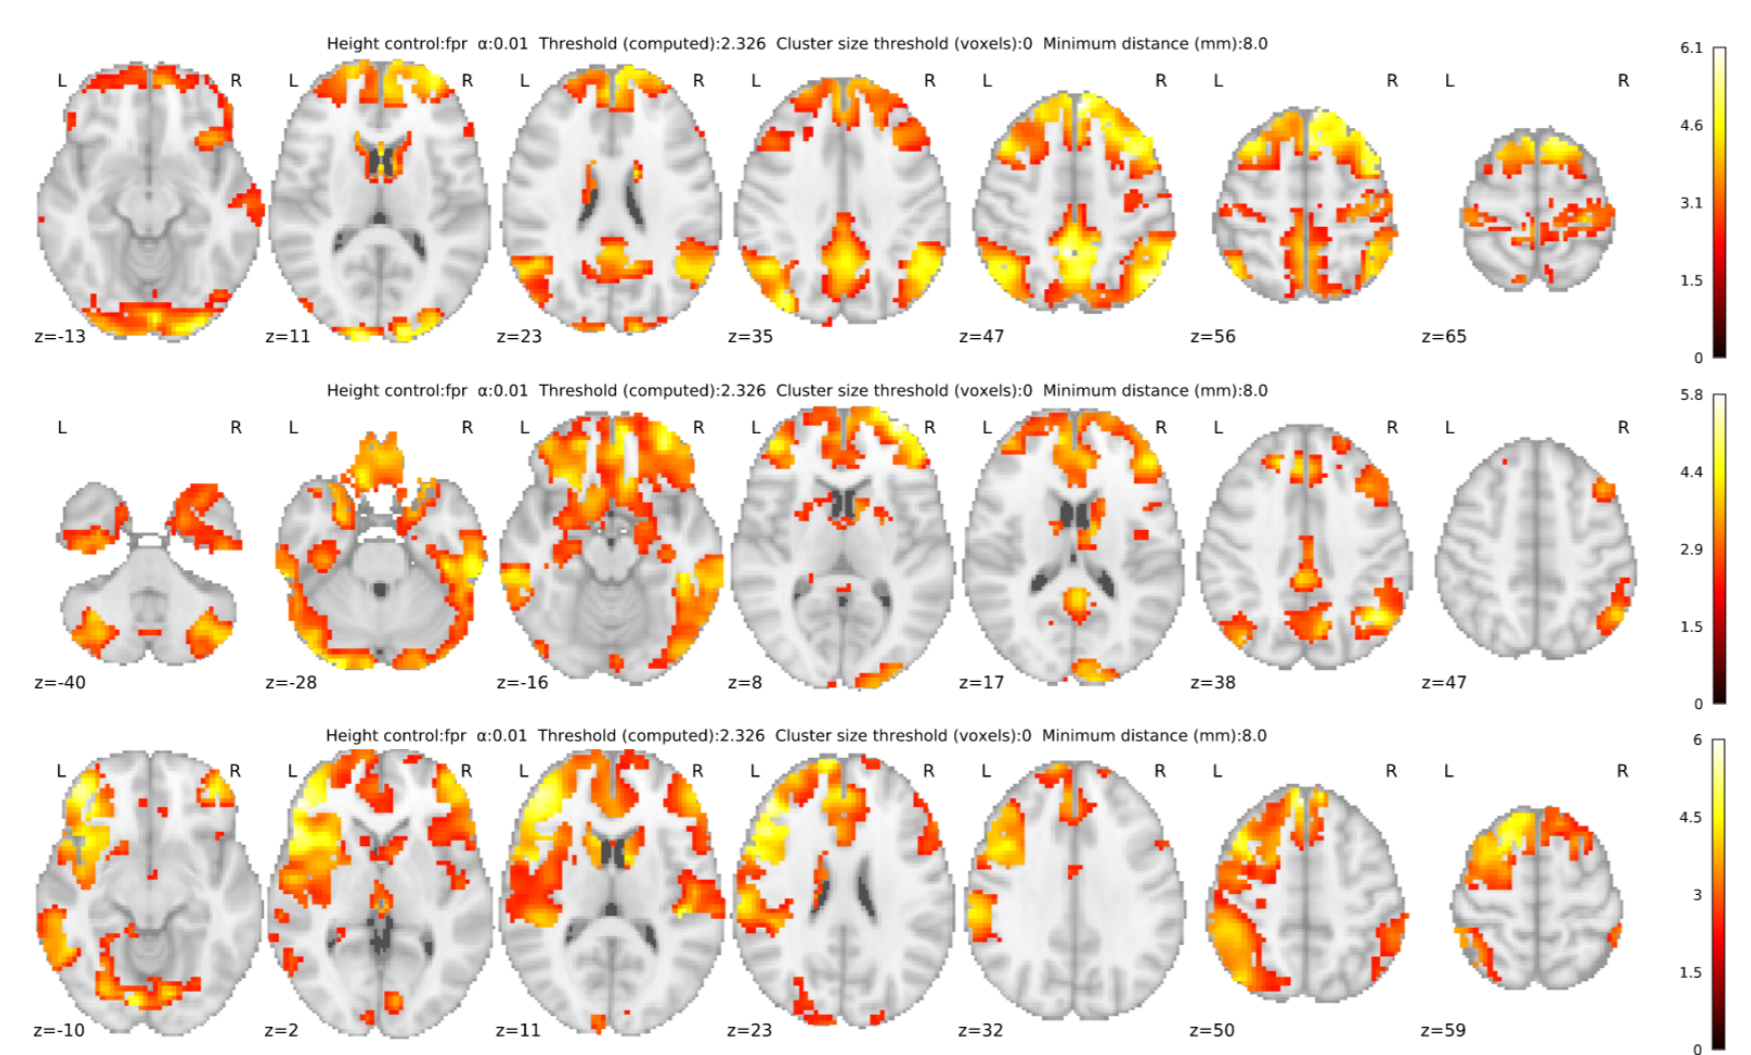 Height control:fpr α:0.01 Threshold (computed):2.326 Cluster size threshold (voxels):0 Minimum distance (mm):8.0
L R L R L R L R L R L R L R
z=-13 z=11 z=23 z=35 z=47 z=56 z=65
6.1
4.6
3.1
1.5
0
Height control:fpr α:0.01 Threshold (computed):2.326 Cluster size threshold (voxels):0 Minimum distance (mm):8.0
L R L R L R L R L R L R L R
z=-40 z=-28 z=-16 z=8 z=17 z=38 z=47
5.8
4.4
2.9
1.5
0
Height control:fpr α:0.01 Threshold (computed):2.326 Cluster size threshold (voxels):0 Minimum distance (mm):8.0
L R L R L R L R L R L R L R
z=-10 z=2 z=11 z=23 z=32 z=50 z=59
6
4.5
3
1.5
0